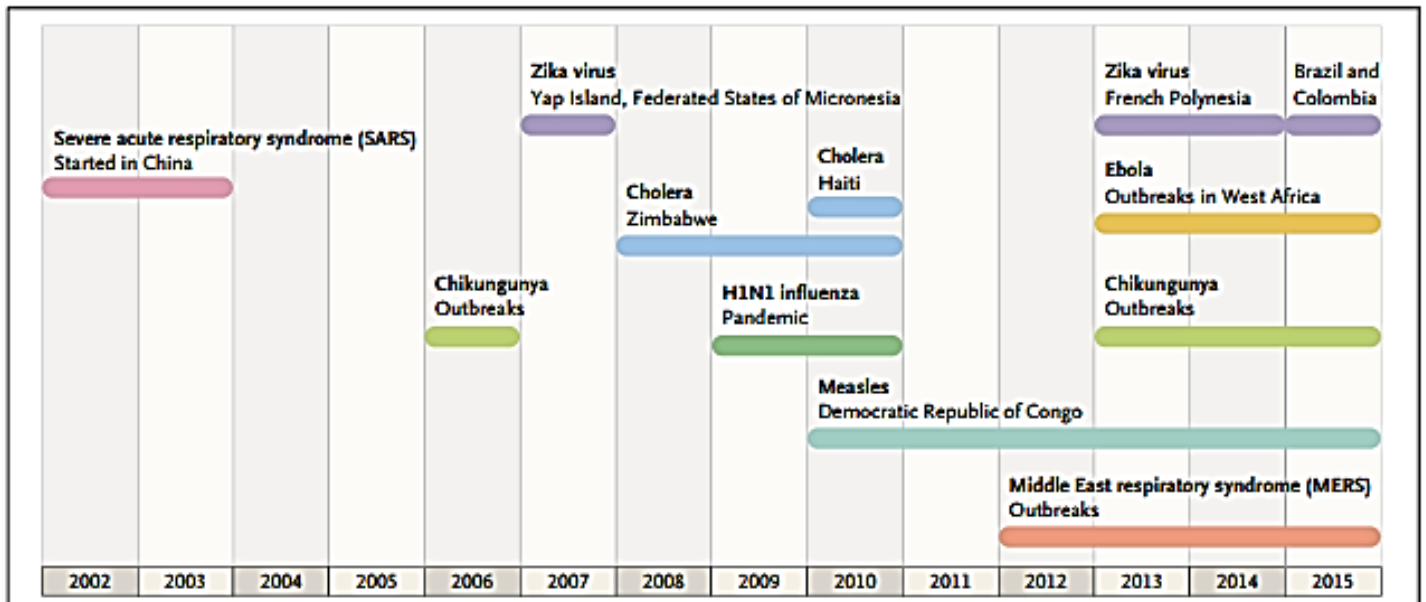 Zika virus
Yap Island, Federated States of Micronesia
Zika virus
French Polynesia
Brazil and
Colombia
Severe acute respiratory syndrome (SARS)
Started in China
Cholera
Haiti
Ebola
Outbreaks in West Africa
Cholera
Zimbabwe
Chikungunya
Outbreaks
H1N1 influenza
Pandemic
Chikungunya
Outbreaks
Measles
Democratic Republic of Congo
Middle East respiratory syndrome (MERS)
Outbreaks
2002 2003 2004 2005 2006 2007 2008 2009 2010 2011 2012 2013 2014 2015